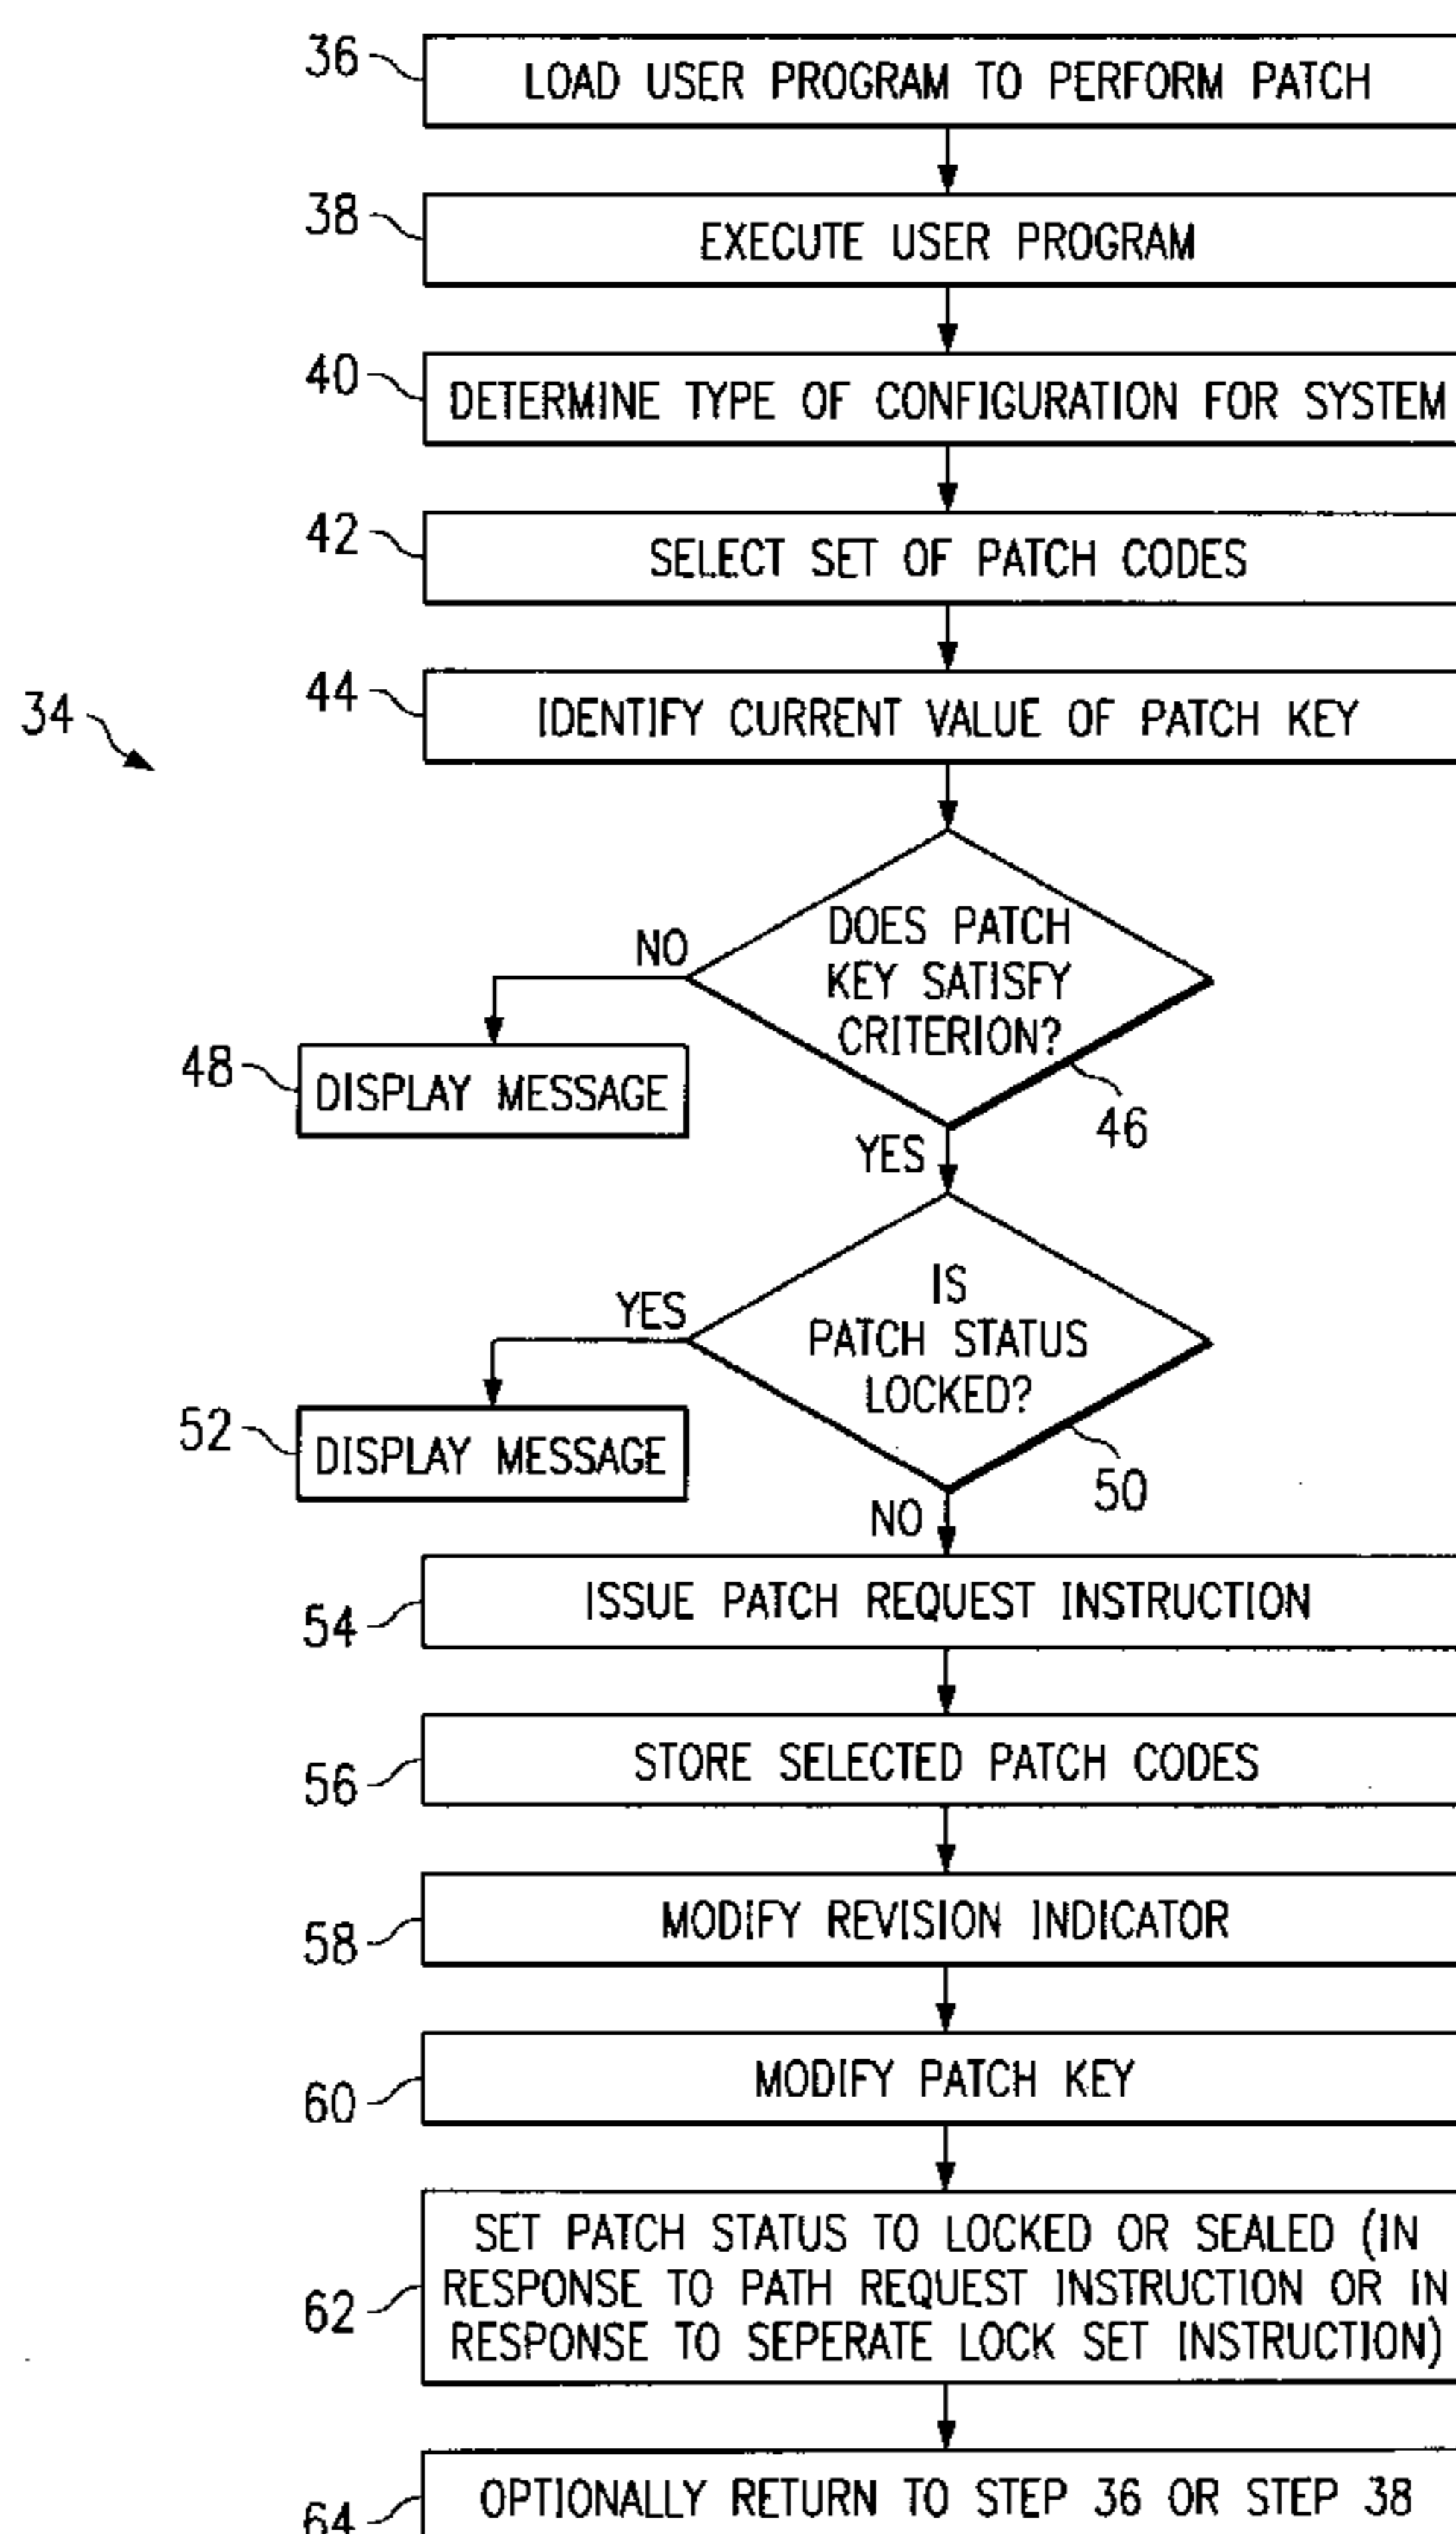 36
LOAD USER PROGRAM TO PERFORM PATCH
38
EXECUTE USER PROGRAM
40
DETERMINE TYPE OF CONFIGURATION FOR SYSTEM
42
SELECT SET OF PATCH CODES
34
44
IDENTIFY CURRENT VALUE OF PATCH KEY
DOES PATCH
KEY SATISFY
CRITERION?
NO
46
48
DISPLAY MESSAGE
YES
IS
PATCH STATUS
LOCKED?
YES
50
52
DISPLAY MESSAGE
NO
54
ISSUE PATCH REQUEST INSTRUCTION
56
STORE SELECTED PATCH CODES
58
MODIFY REVISION INDICATOR
60
MODIFY PATCH KEY
62
SET PATCH STATUS TO LOCKED OR SEALED (IN
RESPONSE TO PATH REQUEST INSTRUCTION OR IN
RESPONSE TO SEPERATE LOCK SET INSTRUCTION)
64
OPTIONALLY RETURN TO STEP 36 OR STEP 38